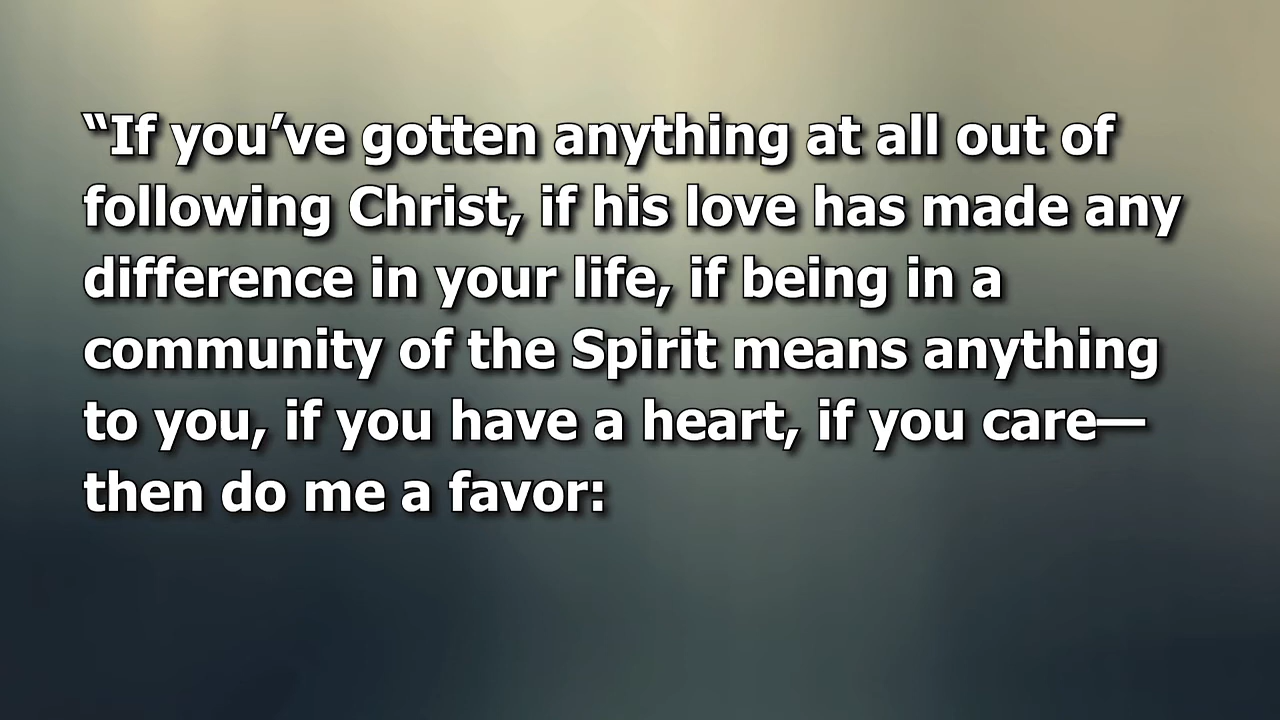 “If you’ve gotten anything at all out of
following Christ, if his love has made any
difference in your life, if being in a
community of the Spirit means anything
to you, if you have a heart, if you care—
then do me a favor: